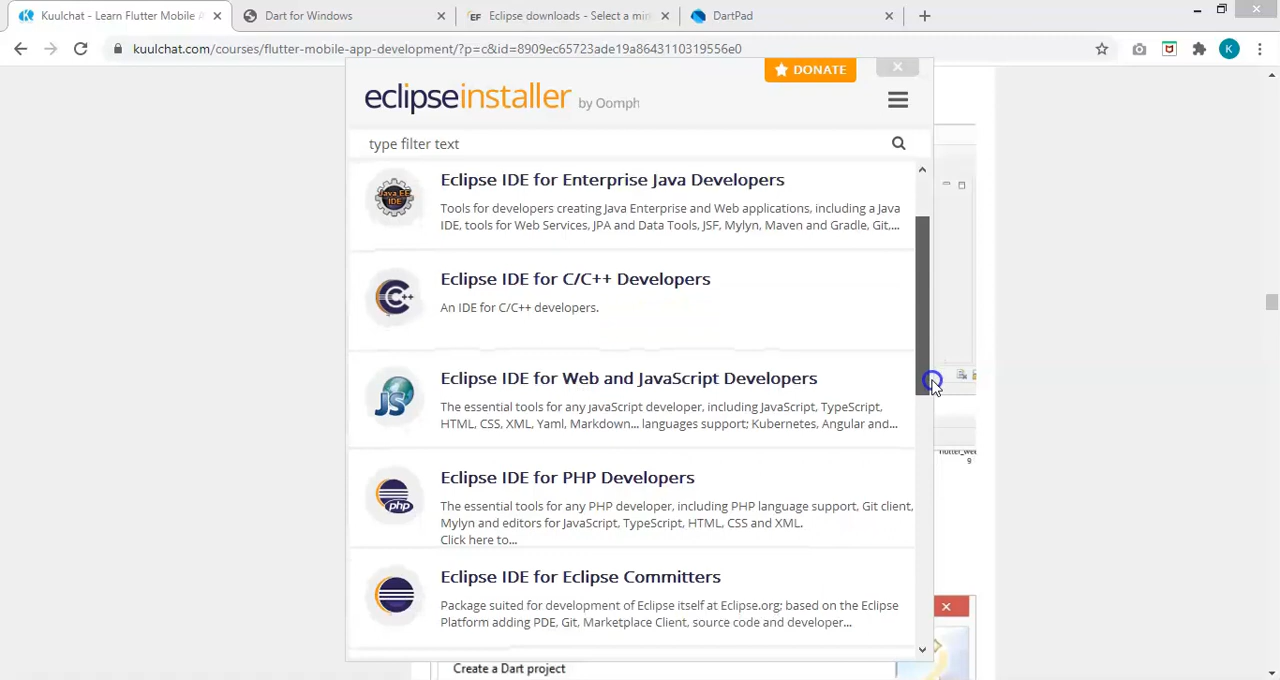 Learn Flutter Mobile A
Dart for Windows
Eclipse downloads - Select a mir
DartPad
kuulchat.com/courses/flutter-mobile-app-development/?p=c&id=8909ec65723ade19a86431103195​56e0
K
DONATE
eclipseinstaller by Oomph
type filter text
Eclipse IDE for Enterprise Java Developers
Tools for developers creating Java Enterprise and Web applications, including a Java
IDE, tools for Web Services, JPA and Data Tools, JSF, Mylyn, Maven and Gradle, Git,...
Java EE
IDE
Eclipse IDE for C/C++ Developers
An IDE for C/C++ developers.
C++
Eclipse IDE for Web and JavaScript Developers
The essential tools for any JavaScript developer, including JavaScript, TypeScript,
HTML, CSS, XML, Yaml, Markdown... languages support; Kubernetes, Angular and...
JS
Eclipse IDE for PHP Developers
The essential tools for any PHP developer, including PHP language support, Git client,
Mylyn and editors for JavaScript, TypeScript, HTML, CSS and XML.
Click here to...
php
Eclipse IDE for Eclipse Committers
Package suited for development of Eclipse itself at Eclipse.org; based on the Eclipse
Platform adding PDE, Git, Marketplace Client, source code and developer...
9
Create a Dart project